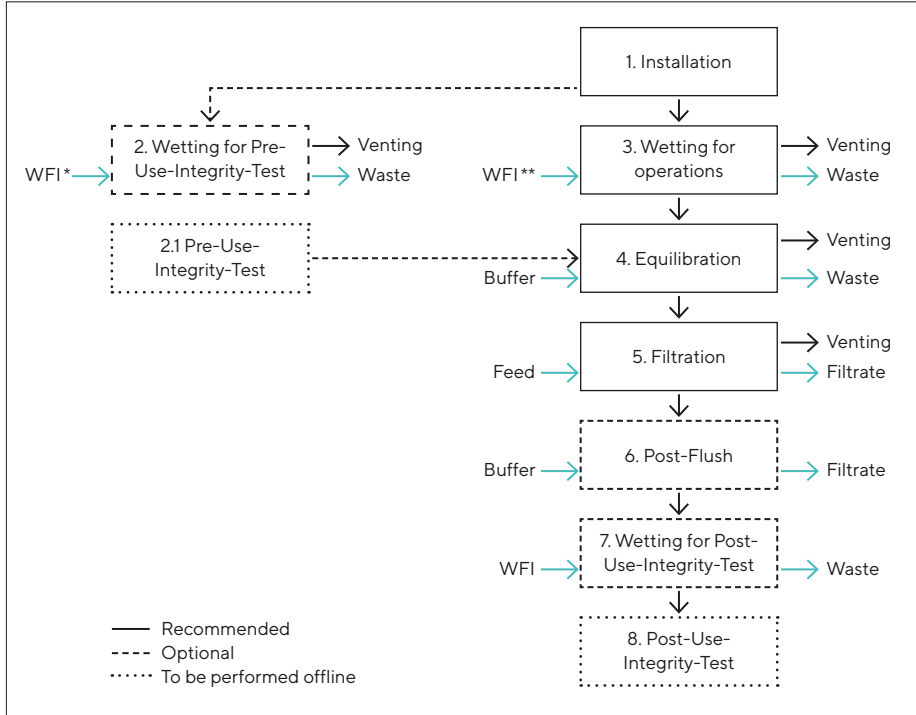 1. Installation
2. Wetting for Pre-
Use-Integrity-Test
Venting
WFI*
Waste
3. Wetting for
operations
Venting
WFI**
Waste
2.1 Pre-Use-
Integrity-Test
4. Equilibration
Venting
Buffer
Waste
5. Filtration
Venting
Feed
Filtrate
6. Post-Flush
Buffer
Filtrate
7. Wetting for Post-
Use-Integrity-Test
WFI
Waste
8. Post-Use-
Integrity-Test
Recommended
Optional
To be performed offline